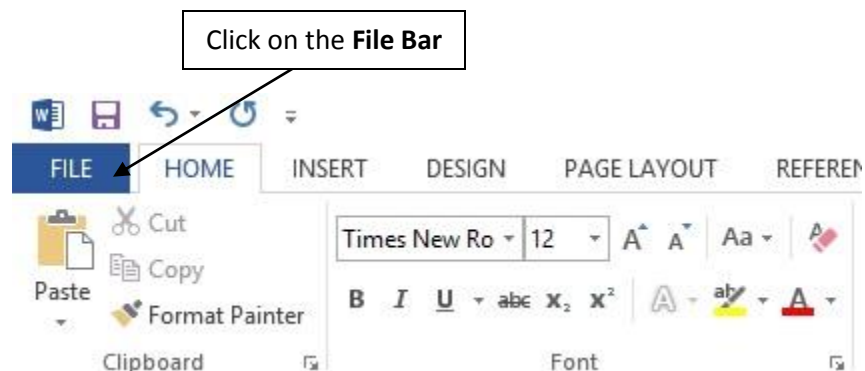 Click on the File Bar
FILE HOME INSERT DESIGN PAGE LAYOUT REFEREN
Cut
Copy
Paste
Format Painter
Clipboard
Times New Ro 12 A A Aa A
B I U abc X₂ X² A ab A
Font